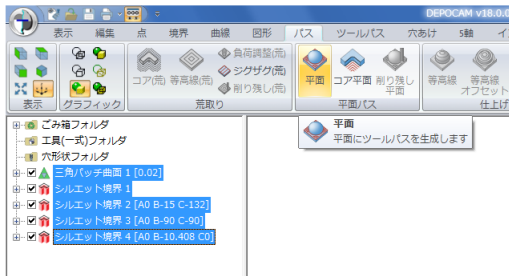 DEPOCAM v18.0.0
表示 編集 点 境界 曲線 図形 パス ツールパス 穴あけ 5軸
コア(荒) 等高線(荒) 負荷調整(荒)
ジグザグ(荒)
削り残し(荒)
平面 コア平面 削り残し平面
等高線 等高線オフセット
表示 グラフィック 荒取り 平面パス 仕上げ
ごみ箱フォルダ
工具(一式)フォルダ
穴形状フォルダ
三角パッチ曲面 1 [0.02]
シルエット境界 1
シルエット境界 2 [A0 B-15 C-132]
シルエット境界 3 [A0 B-90 C-90]
シルエット境界 4 [A0 B-10.408 C0]
平面
平面にツールパスを生成します